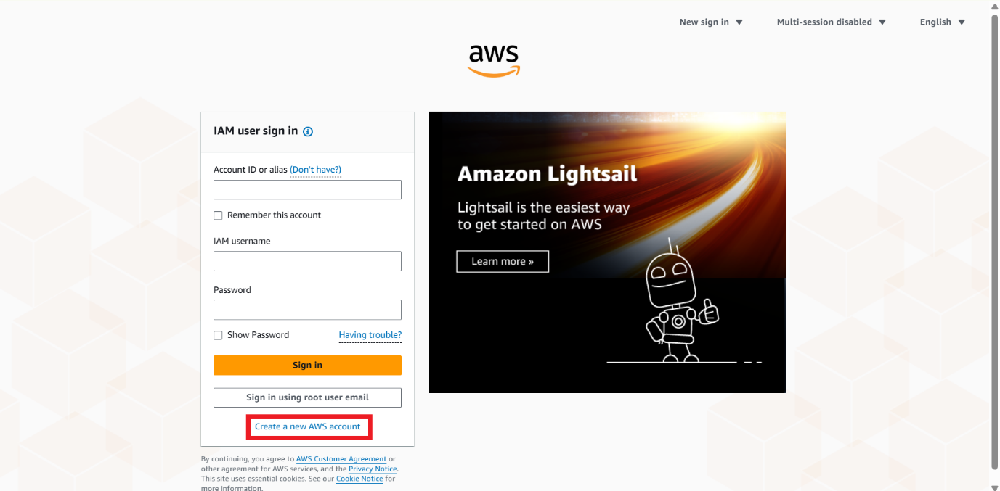 New sign in ▼ Multi-session disabled ▼ English ▼
aws
IAM user sign in
Account ID or alias (Don't have?)
Remember this account
IAM username
Password
Show Password Having trouble?
Sign in
Sign in using root user email
Create a new AWS account
By continuing, you agree to AWS Customer Agreement or
other agreement for AWS services, and the Privacy Notice.
This site uses essential cookies. See our Cookie Notice for
more information.
Amazon Lightsail
Lightsail is the easiest way
to get started on AWS
Learn more »